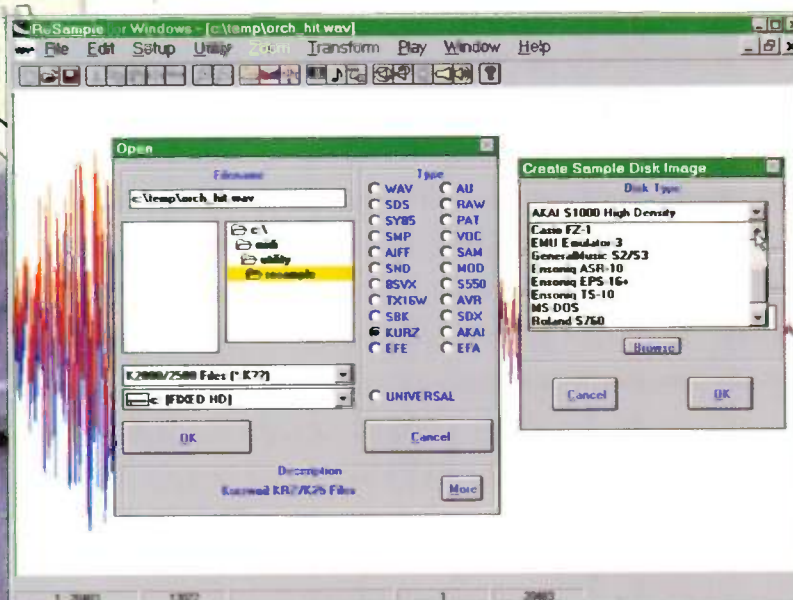 ReSample for Windows - [c:\temp\orch_hit.wav]
File Edit Setup Utility Zoom Transform Play Window Help
Open
Filename
c:\temp\orch_hit.wav
c:\
midi
utility
resample
K2000/2500 Files (*.K??)
c: [FIXED HD]
OK
Type
WAV AU
SDS RAW
SY85 PAT
SMP VOC
AIFF SAM
SND MOD
8SVX S550
TX16W AVR
SBK SDX
KURZ AKAI
EFE EFA
UNIVERSAL
Cancel
Description
Kurzweil KR2/K25 Files
More
Create Sample Disk Image
Disk Type
AKAI S1000 High Density
Casio FZ-1
EMU Emulator 3
GeneralMusic S2/S3
Ensoniq ASR-10
Ensoniq EPS-16+
Ensoniq TS-10
MS-DOS
Roland S760
Browse
Cancel
OK
1